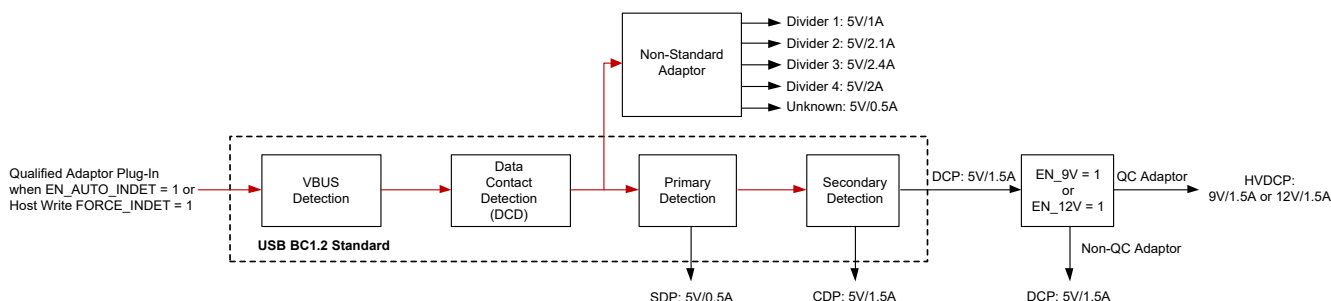 Divider 1: 5V/1A
Divider 2: 5V/2.1A
Non-Standard
Adaptor
Divider 3: 5V/2.4A
Divider 4: 5V/2A
Unknown: 5V/0.5A
Qualified Adaptor Plug-In
when EN_AUTO_INDET = 1 or
Host Write FORCE_INDET = 1
VBUS
Detection
Data
Contact
Detection
(DCD)
Primary
Detection
Secondary
Detection
DCP: 5V/1.5A
EN_9V = 1
or
EN_12V = 1
QC Adaptor
HVDCP:
9V/1.5A or 12V/1.5A
USB BC1.2 Standard
Non-QC Adaptor
SDP: 5V/0.5A
CDP: 5V/1.5A
DCP: 5V/1.5A